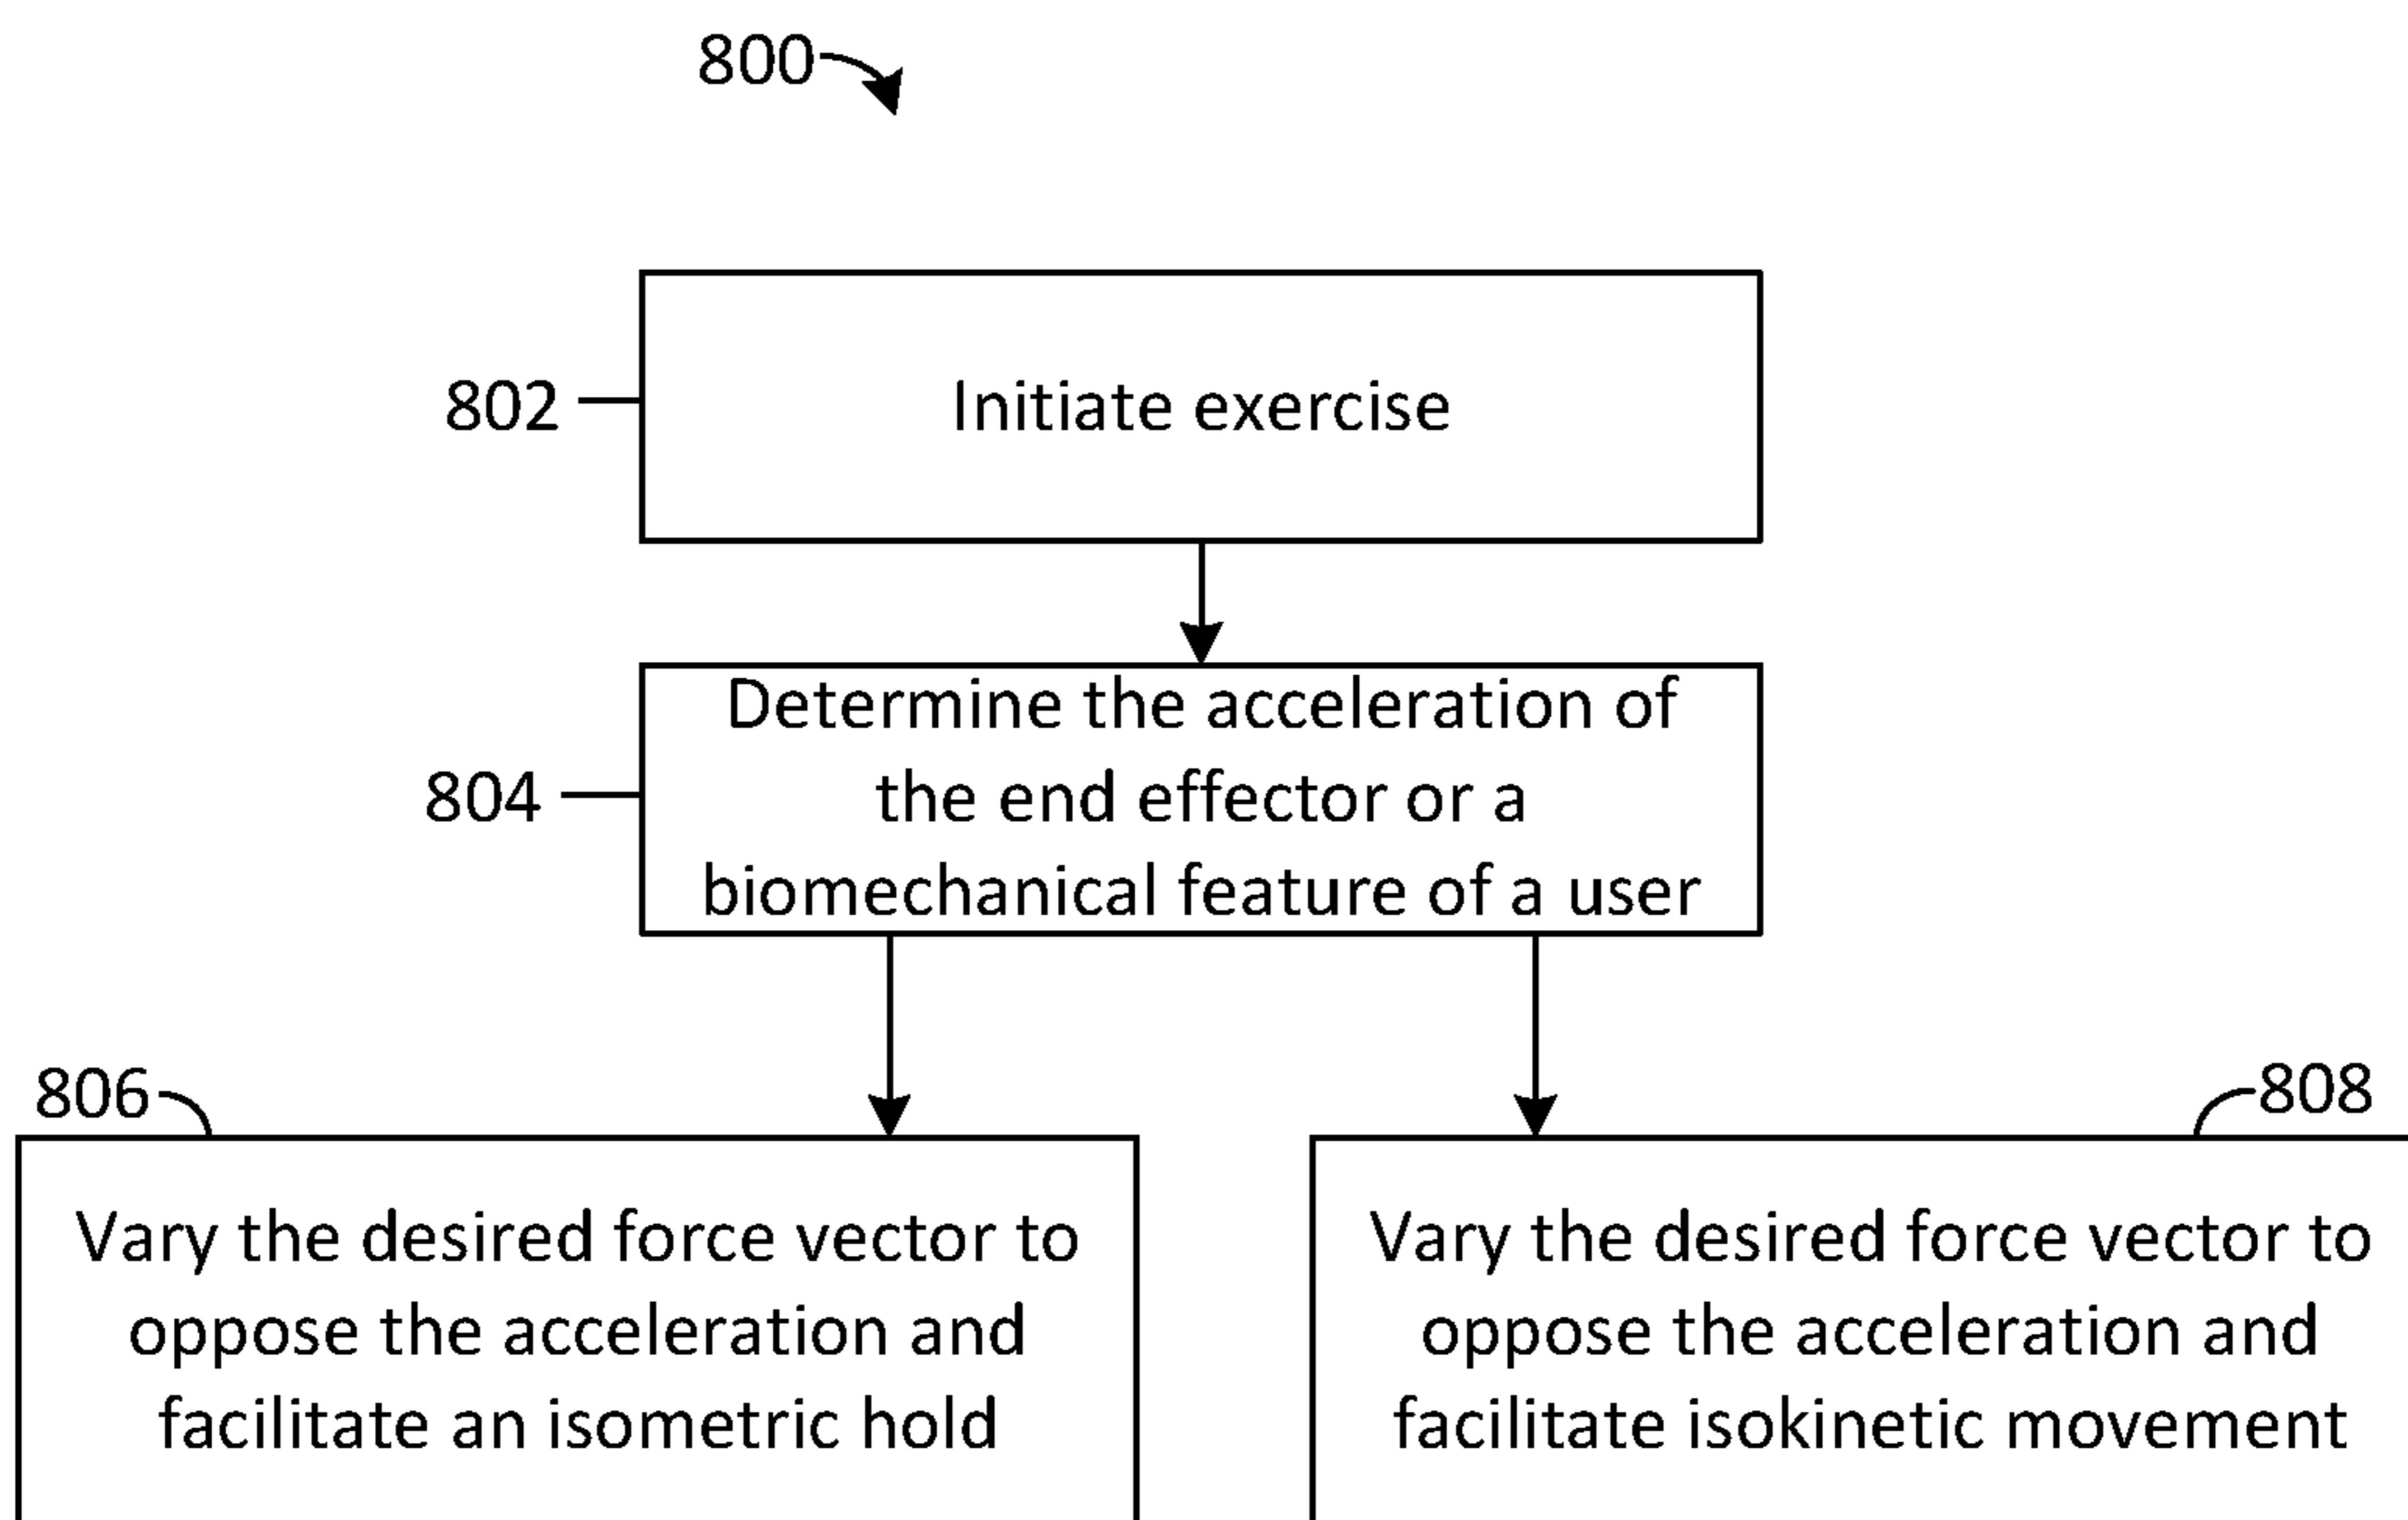 800
802
Initiate exercise
804
Determine the acceleration of
the end effector or a
biomechanical feature of a user
806
Vary the desired force vector to
oppose the acceleration and
facilitate an isometric hold
808
Vary the desired force vector to
oppose the acceleration and
facilitate isokinetic movement